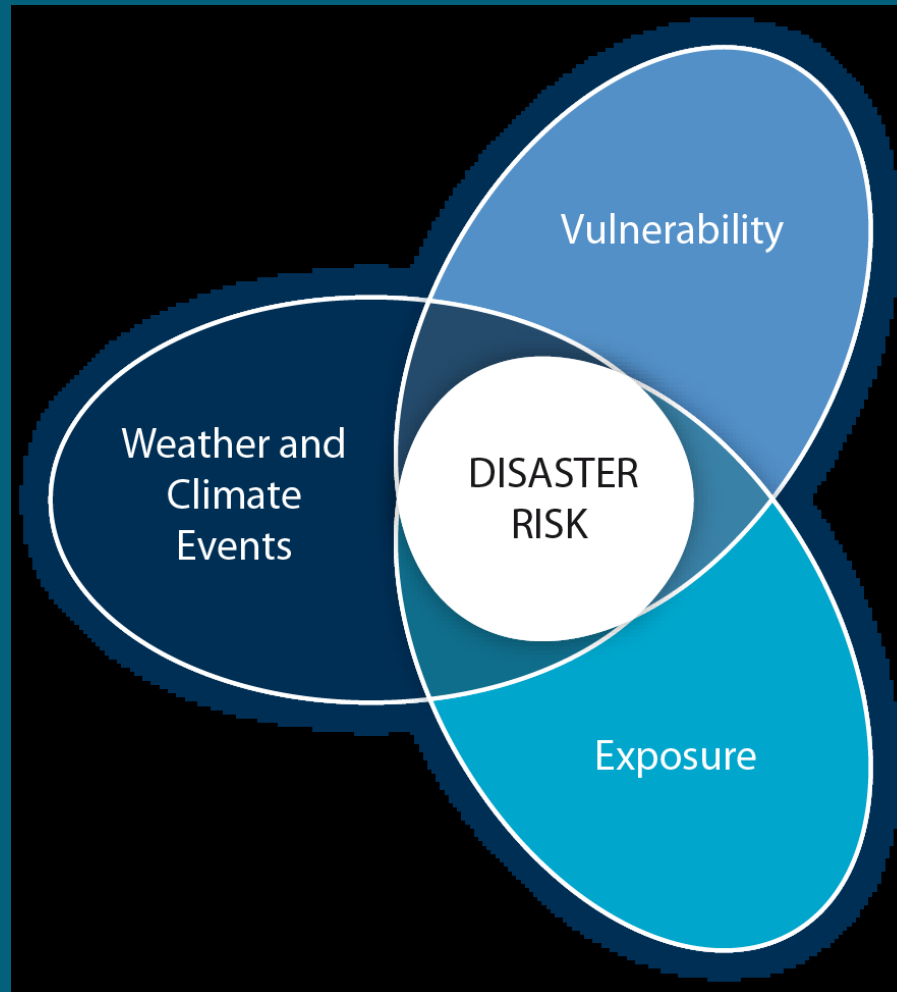 Vulnerability
Weather and
Climate
Events
DISASTER
RISK
Exposure